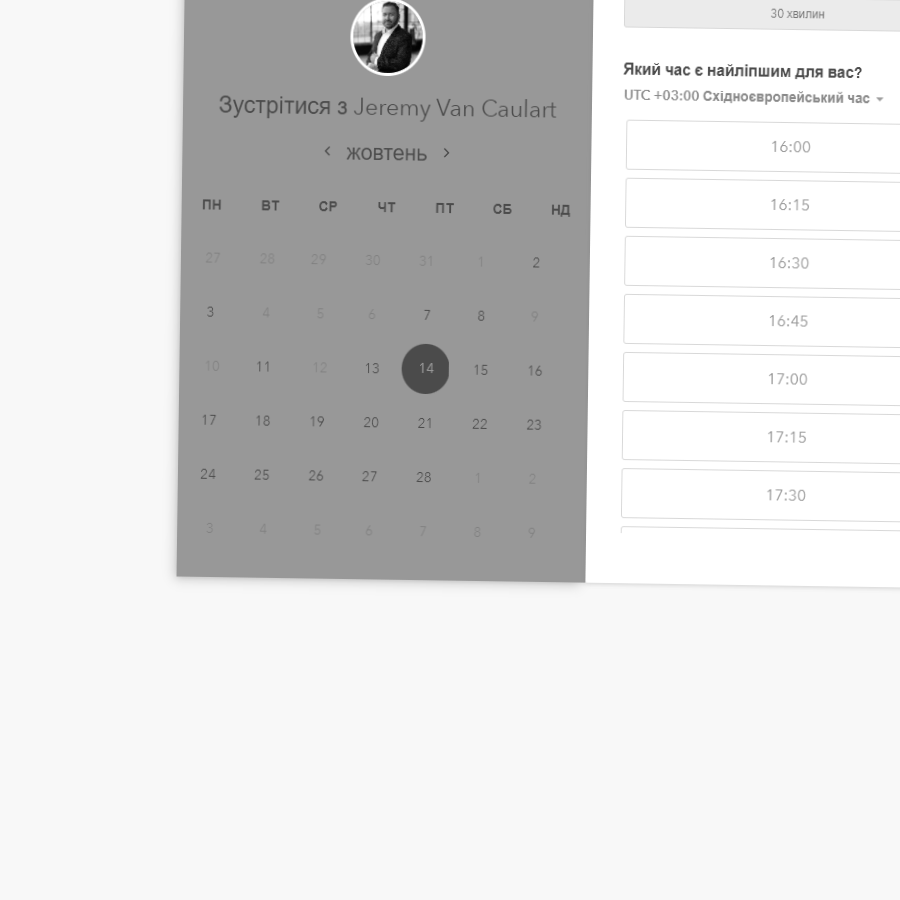 Зустрітися з Jeremy Van Caulart
‹ жовтень ›
ПН ВТ СР ЧТ ПТ СБ НД
27 28 29 30 31 1 2
3 4 5 6 7 8 9
10 11 12 13 14 15 16
17 18 19 20 21 22 23
24 25 26 27 28 1 2
3 4 5 6 7 8 9
30 хвилин
Який час є найліпшим для вас?
UTC +03:00 Східноєвропейський час
16:00
16:15
16:30
16:45
17:00
17:15
17:30